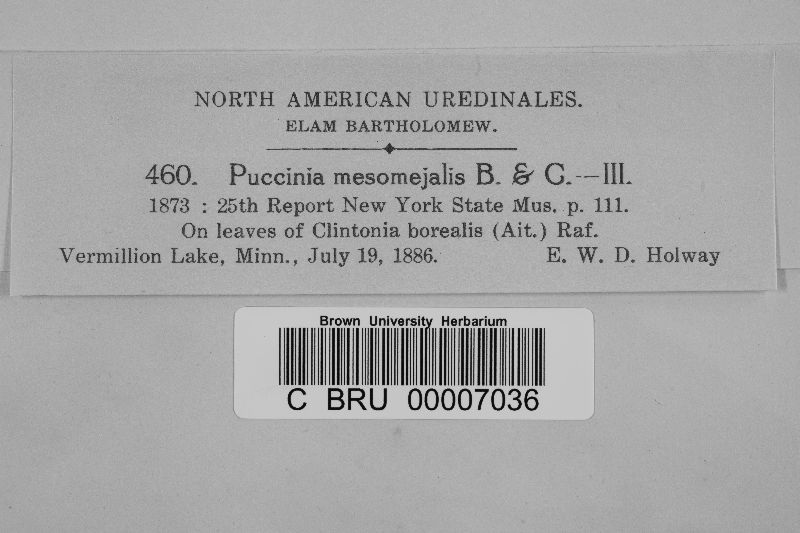 NORTH AMERICAN UREDINALES.
ELAM BARTHOLOMEW.
460. Puccinia mesomejalis B. & C.—III.
1873 : 25th Report New York State Mus. p. 111.
On leaves of Clintonia borealis (Ait.) Raf.
Vermillion Lake, Minn., July 19, 1886. E. W. D. Holway
Brown University Herbarium
C BRU 00007036